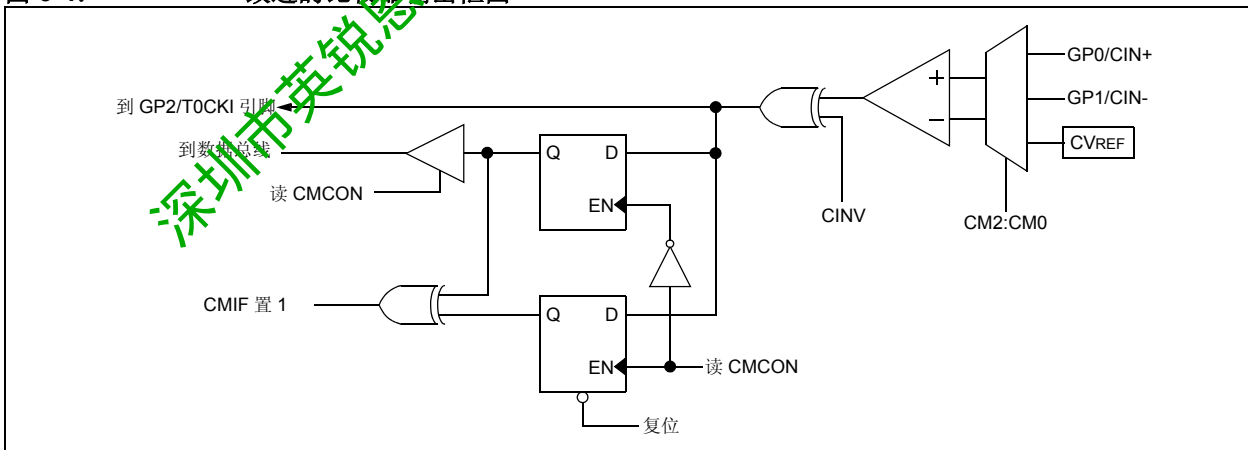 GP0/CIN+
到 GP2/T0CKI 引脚
GP1/CIN-
到数据总线
Q D
CVREF
读 CMCON
EN
CINV
CM2:CM0
CMIF 置 1
Q D
EN
读 CMCON
复位
深圳市英锐恩